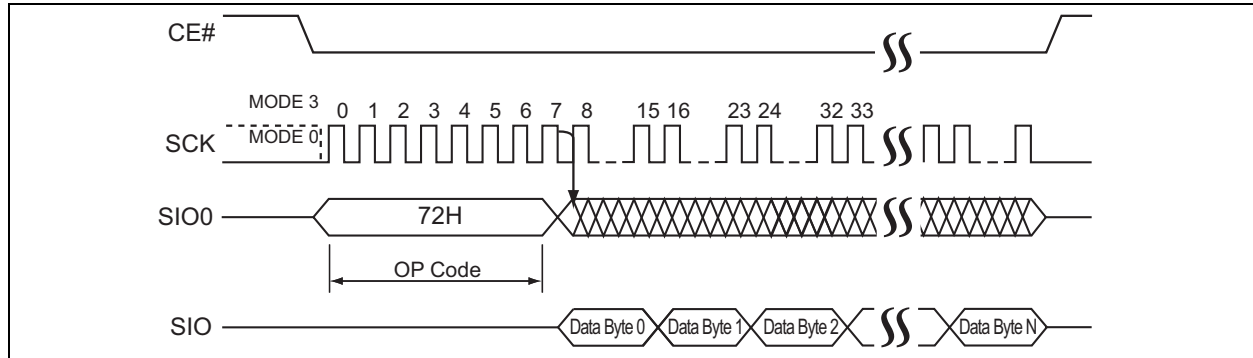 CE#
MODE 3
0 1 2 3 4 5 6 7 8 15 16 23 24 32 33
SCK
MODE 0
SIO0
72H
OP Code
SIO
Data Byte 0 Data Byte 1 Data Byte 2 Data Byte N